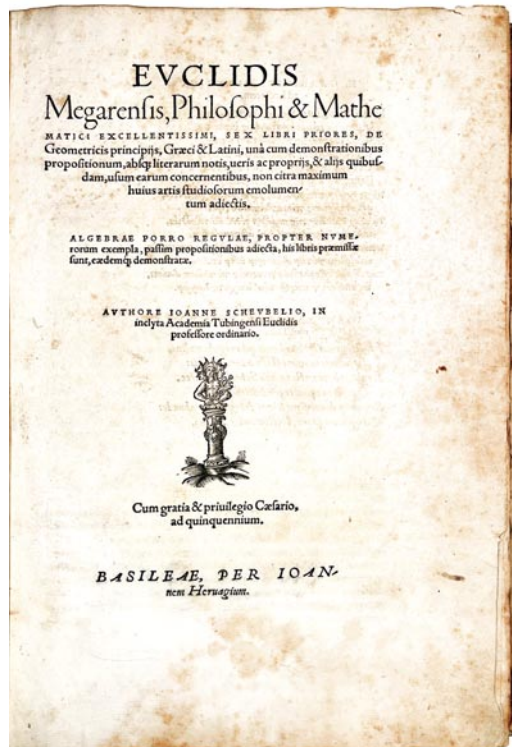 EVCLIDIS
Megarenſis, Philoſophi & Mathe
MATICI EXCELLENTISSIMI, SEX LIBRI PRIORES, DE
Geometricis principijs, Græci & Latini, unà cum demonſtrationibus
propoſitionum, abſqꝫ literarum notis, ueris ac proprijs, & alijs quibuſ-
dam, uſum earum concernentibus, non citra maximum
huius artis ſtudioſorum emolumen-
tum adiectis.
ALGEBRAE PORRO REGVLAE, PROPTER NVME-
rorum exempla, paſſim propoſitionibus adiecta, his libris præmiſſæ
ſunt, eædemqꝫ demonſtratæ.
AVTHORE IOANNE SCHEVBELIO, IN
inclyta Academia Tubingenſi Euclidis
profeſſore ordinario.
Cum gratia & priuilegio Cæſario,
ad quinquennium.
BASILEAE, PER IOAN-
nem Heruagium.